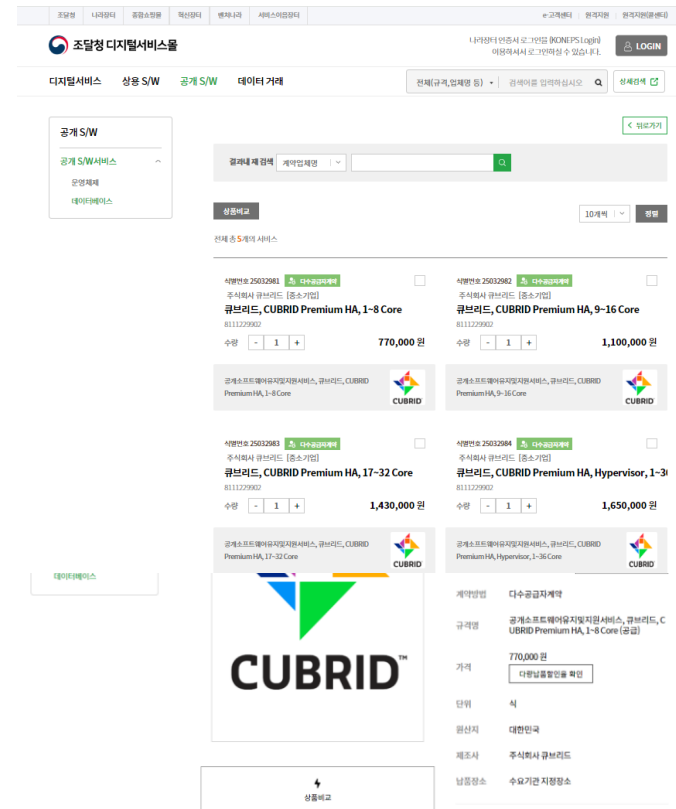 조달청 나라장터 종합쇼핑몰 혁신장터 벤처나라 서비스이음장터 e-고객센터 원격지원 원격지원(콜센터)
조달청 디지털서비스몰
나라장터 인증서 로그인을 (KONEPS Login)
이용하셔서 로그인하실 수 있습니다.
LOGIN
디지털서비스 상용 S/W 공개 S/W 데이터 거래
전체(규격,업체명 등) 검색어를 입력하십시오 상세검색
공개 S/W
< 뒤로가기
공개 S/W서비스
운영체제
데이터베이스
결과내 재 검색 계약업체명
상품비교
10개씩 정렬
전체 총 5개의 서비스
식별번호 25032981 다수공급자계약
주식회사 큐브리드 [중소기업]
큐브리드, CUBRID Premium HA, 1~8 Core
8111229902
수량 - 1 + 770,000 원
공개소프트웨어유지및지원서비스, 큐브리드, CUBRID
Premium HA, 1~8 Core
CUBRID
식별번호 25032982 다수공급자계약
주식회사 큐브리드 [중소기업]
큐브리드, CUBRID Premium HA, 9~16 Core
8111229902
수량 - 1 + 1,100,000 원
공개소프트웨어유지및지원서비스, 큐브리드, CUBRID
Premium HA, 9~16 Core
CUBRID
식별번호 25032983 다수공급자계약
주식회사 큐브리드 [중소기업]
큐브리드, CUBRID Premium HA, 17~32 Core
8111229902
수량 - 1 + 1,430,000 원
공개소프트웨어유지및지원서비스, 큐브리드, CUBRID
Premium HA, 17~32 Core
CUBRID
식별번호 25032984 다수공급자계약
주식회사 큐브리드 [중소기업]
큐브리드, CUBRID Premium HA, Hypervisor, 1~36
8111229902
수량 - 1 + 1,650,000 원
공개소프트웨어유지및지원서비스, 큐브리드, CUBRID
Premium HA, Hypervisor, 1~36 Core
CUBRID
데이터베이스
CUBRID™
상품비교
계약방법 다수공급자계약
규격명 공개소프트웨어유지및지원서비스, 큐브리드, C
UBRID Premium HA, 1~8 Core (공급)
가격 770,000 원
다량납품할인율 확인
단위 식
원산지 대한민국
제조사 주식회사 큐브리드
납품장소 수요기관 지정장소